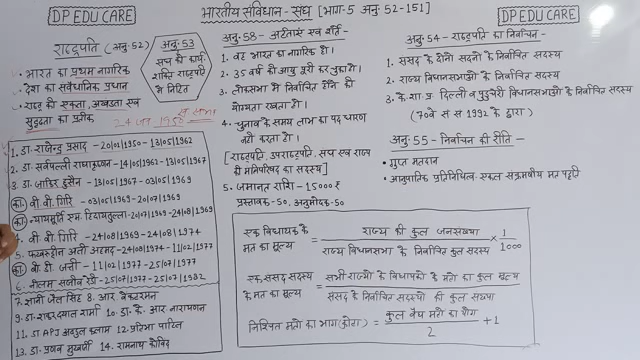 DP EDU CARE
भारतीय संविधान - संघ [भाग-5 अनु: 52-151]
DP EDU CARE
राष्ट्रपति (अनु: 52)
• भारत का प्रथम नागरिक
• देश का संवैधानिक प्रधान
• राष्ट्र की एकता, अखंडता एवं
सुदृढ़ता का प्रतीक
अनु: 53
संघ की कार्य-
शक्ति राष्ट्रपति
में निहित
24 जन 1950
1. डा. राजेन्द्र प्रसाद - 26/01/1950-13/05/1962
2. डा. सर्वपल्ली राधाकृष्णन - 14/05/1962-13/05/1967
3. डा. जाकिर हुसैन - 13/05/1967-03/05/1969
का. वी. वी. गिरि - 03/05/1969-20/07/1969
का. न्यायमूर्ति एम. हिदायतुल्ला - 20/07/1969-24/08/1969
4. वी. वी. गिरि - 24/08/1969-24/08/1974
5. फखरुद्दीन अली अहमद - 24/08/1974-11/02/1977
का. बी. डी. जत्ती - 11/02/1977-25/07/1977
6. नीलम संजीव रेड्डी - 25/07/1977-25/07/1982
7. ज्ञानी जैल सिंह 8. आर वेंकटरमन
9. डा. शंकरदयाल शर्मा 10. डा. के. आर. नारायणन
11. डा APJ अब्दुल कलाम 12. प्रतिभा पाटिल
13. डा. प्रणब मुखर्जी 14. रामनाथ कोविंद
अनु: 58 - अर्हताएं एवं शर्तें -
1. वह भारत का नागरिक हो।
2. 35 वर्ष की आयु पूरी कर चुका हो।
3. लोकसभा में निर्वाचित होने की
योग्यता रखता हो।
4. चुनाव के समय लाभ का पद धारण
नहीं करता हो।
[राष्ट्रपति, उपराष्ट्रपति, संघ एवं राज्य
की मंत्रिपरिषद का सदस्य]
5. जमानत राशि - 15000₹
प्रस्तावक-50, अनुमोदक-50
अनु: 54 - राष्ट्रपति का निर्वाचन -
1. संसद के दोनों सदनों के निर्वाचित सदस्य
2. राज्य विधानसभाओं के निर्वाचित सदस्य
3. के.शा.प्र दिल्ली व पुडुचेरी विधानसभाओं के निर्वाचित सदस्य
(70वें सं सं 1992 के द्वारा)
अनु: 55 - निर्वाचन की रीति -
• गुप्त मतदान
• आनुपातिक प्रतिनिधित्व एकल संक्रमणीय मत पद्धति
एक विधायक के मत का मूल्य = राज्य की कुल जनसंख्या / राज्य विधानसभा के निर्वाचित कुल सदस्य × 1/1000
एक संसद सदस्य के मत का मूल्य = सभी राज्यों के विधायकों के मतों का कुल मूल्य / संसद के निर्वाचित सदस्यों की कुल संख्या
निश्चित मतों का भाग (कोटा) = कुल वैध मतों का योग / 2 + 1